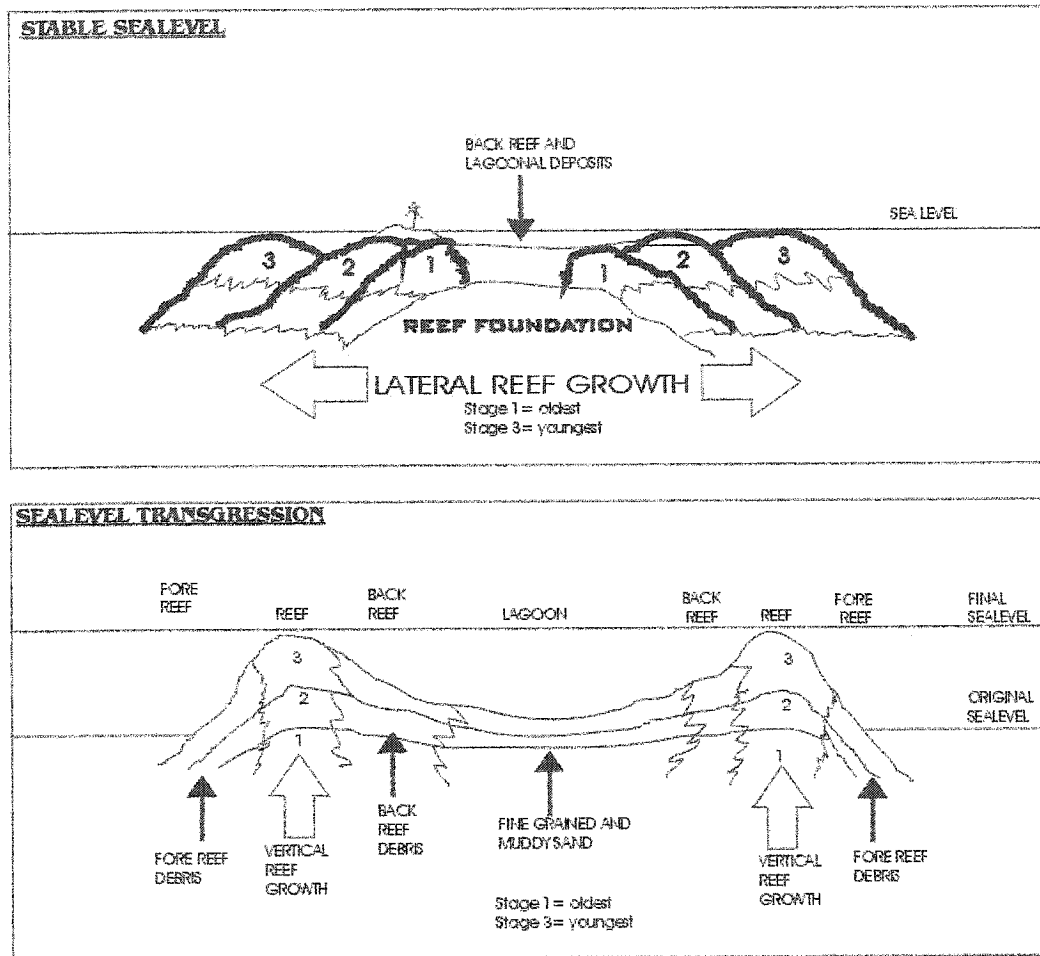 STABLE SEALEVEL
BACK REEF AND
LAGOONAL DEPOSITS
SEA LEVEL
3
2
1
1
2
3
REEF FOUNDATION
LATERAL REEF GROWTH
Stage 1 = oldest
Stage 3 = youngest
SEALEVEL TRANSGRESSION
FORE
REEF
REEF
BACK
REEF
LAGOON
BACK
REEF
REEF
FORE
REEF
FINAL
SEALEVEL
3
3
2
2
ORIGINAL
SEALEVEL
1
1
FORE REEF
DEBRIS
VERTICAL
REEF
GROWTH
BACK
REEF
DEBRIS
FINE GRAINED AND
MUDDY SAND
VERTICAL
REEF
GROWTH
FORE REEF
DEBRIS
Stage 1 = oldest
Stage 3 = youngest